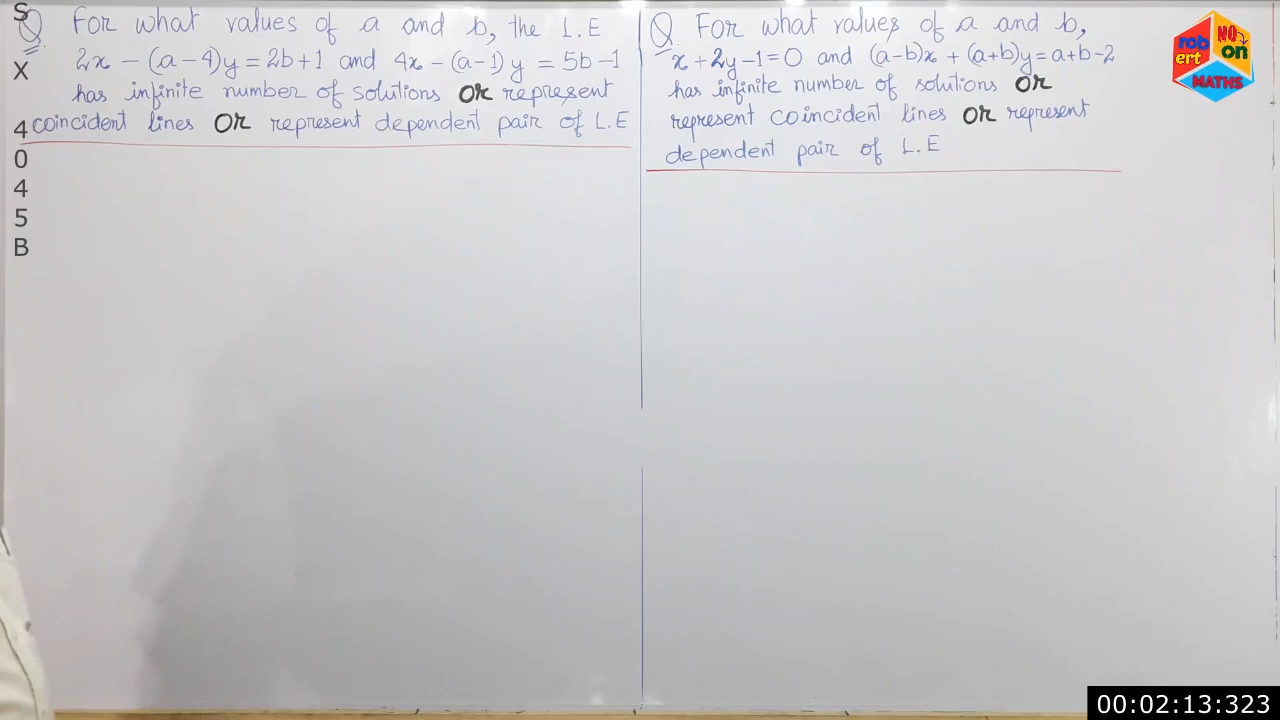 Q For what values of a and b, the L.E
2x - (a-4)y = 2b+1 and 4x - (a-1)y = 5b-1
has infinite number of solutions OR represent
coincident lines OR represent dependent pair of L.E
Q For what values of a and b,
x+2y-1=0 and (a-b)x + (a+b)y=a+b-2
has infinite number of solutions OR
represent coincident lines OR represent
dependent pair of L.E
S
X
4
0
4
5
B
rob
ert
NO
on
MATHS
00:02:13:323